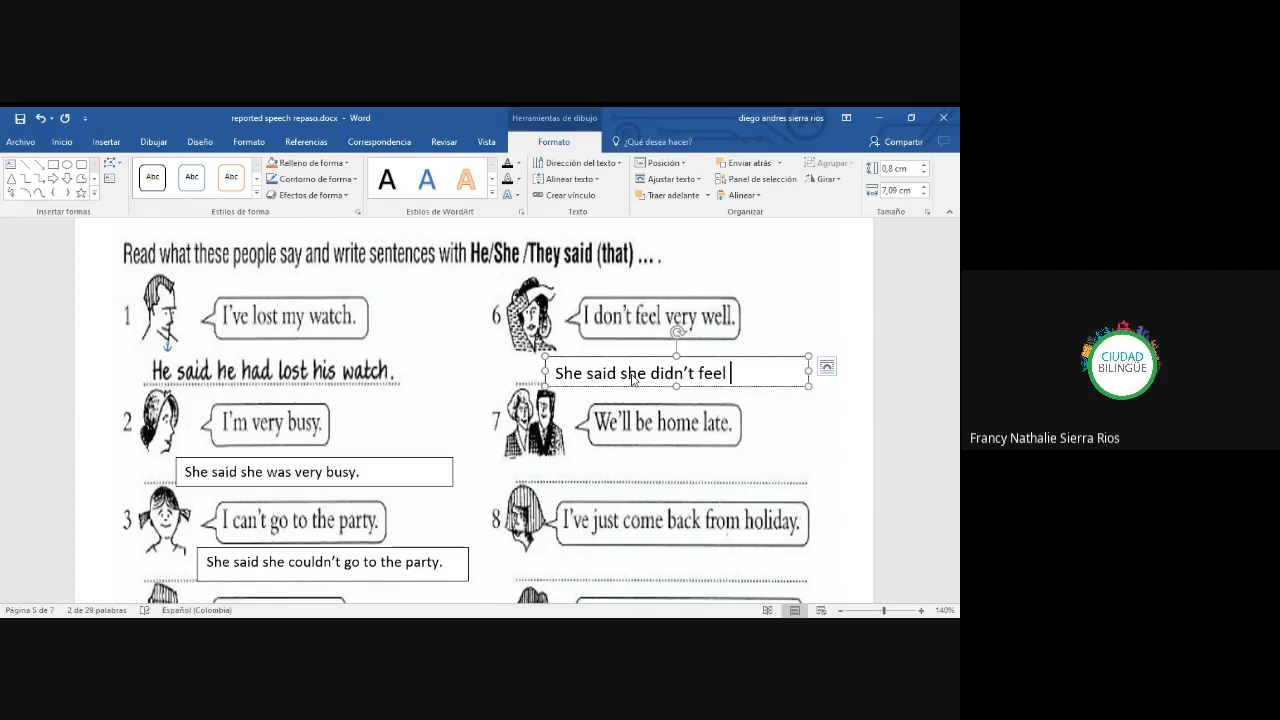 reported speech repaso.docx - Word
Herramientas de dibujo
diego andres sierra rios
Archivo Inicio Insertar Dibujar Diseño Formato Referencias Correspondencia Revisar Vista Formato ¿Qué desea hacer? Compartir
Abc Abc Abc
Relleno de forma
Contorno de forma
Efectos de forma
A A A
Dirección del texto
Alinear texto
Crear vínculo
Posición
Ajustar texto
Traer adelante
Enviar atrás
Panel de selección
Alinear
Agrupar
Girar
0,8 cm
7,09 cm
Insertar formas Estilos de forma Estilos de WordArt Texto Organizar Tamaño
Read what these people say and write sentences with He/She /They said (that) ... .
1 I've lost my watch.
He said he had lost his watch.
2 I'm very busy.
She said she was very busy.
3 I can't go to the party.
She said she couldn't go to the party.
6 I don't feel very well.
She said she didn't feel
7 We'll be home late.
8 I've just come back from holiday.
Página 5 de 7 2 de 29 palabras Español (Colombia) 140%
CIUDAD
BILINGÜE
Francy Nathalie Sierra Rios